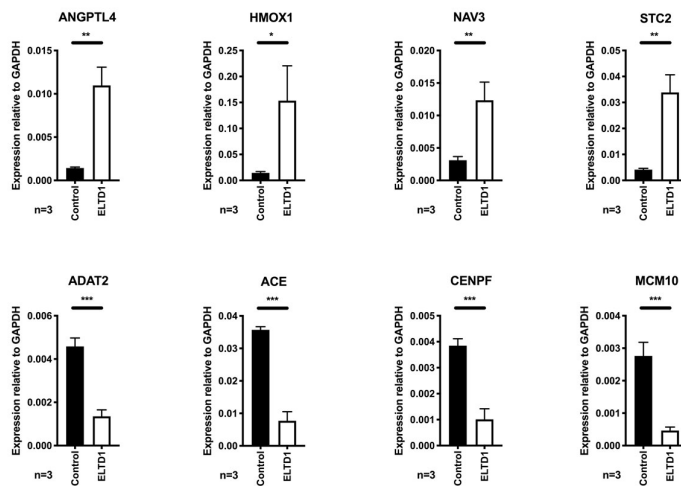 ANGPTL4
**
Expression relative to GAPDH
0.015
0.010
0.005
0.000
Control
ELTD1
n=3
HMOX1
*
Expression relative to GAPDH
0.25
0.20
0.15
0.10
0.05
0.00
Control
ELTD1
n=3
NAV3
**
Expression relative to GAPDH
0.020
0.015
0.010
0.005
0.000
Control
ELTD1
n=3
STC2
**
Expression relative to GAPDH
0.05
0.04
0.03
0.02
0.01
0.00
Control
ELTD1
n=3
ADAT2
***
Expression relative to GAPDH
0.006
0.004
0.002
0.000
Control
ELTD1
n=3
ACE
***
Expression relative to GAPDH
0.04
0.03
0.02
0.01
0.00
Control
ELTD1
n=3
CENPF
***
Expression relative to GAPDH
0.005
0.004
0.003
0.002
0.001
0.000
Control
ELTD1
n=3
MCM10
***
Expression relative to GAPDH
0.004
0.003
0.002
0.001
0.000
Control
ELTD1
n=3